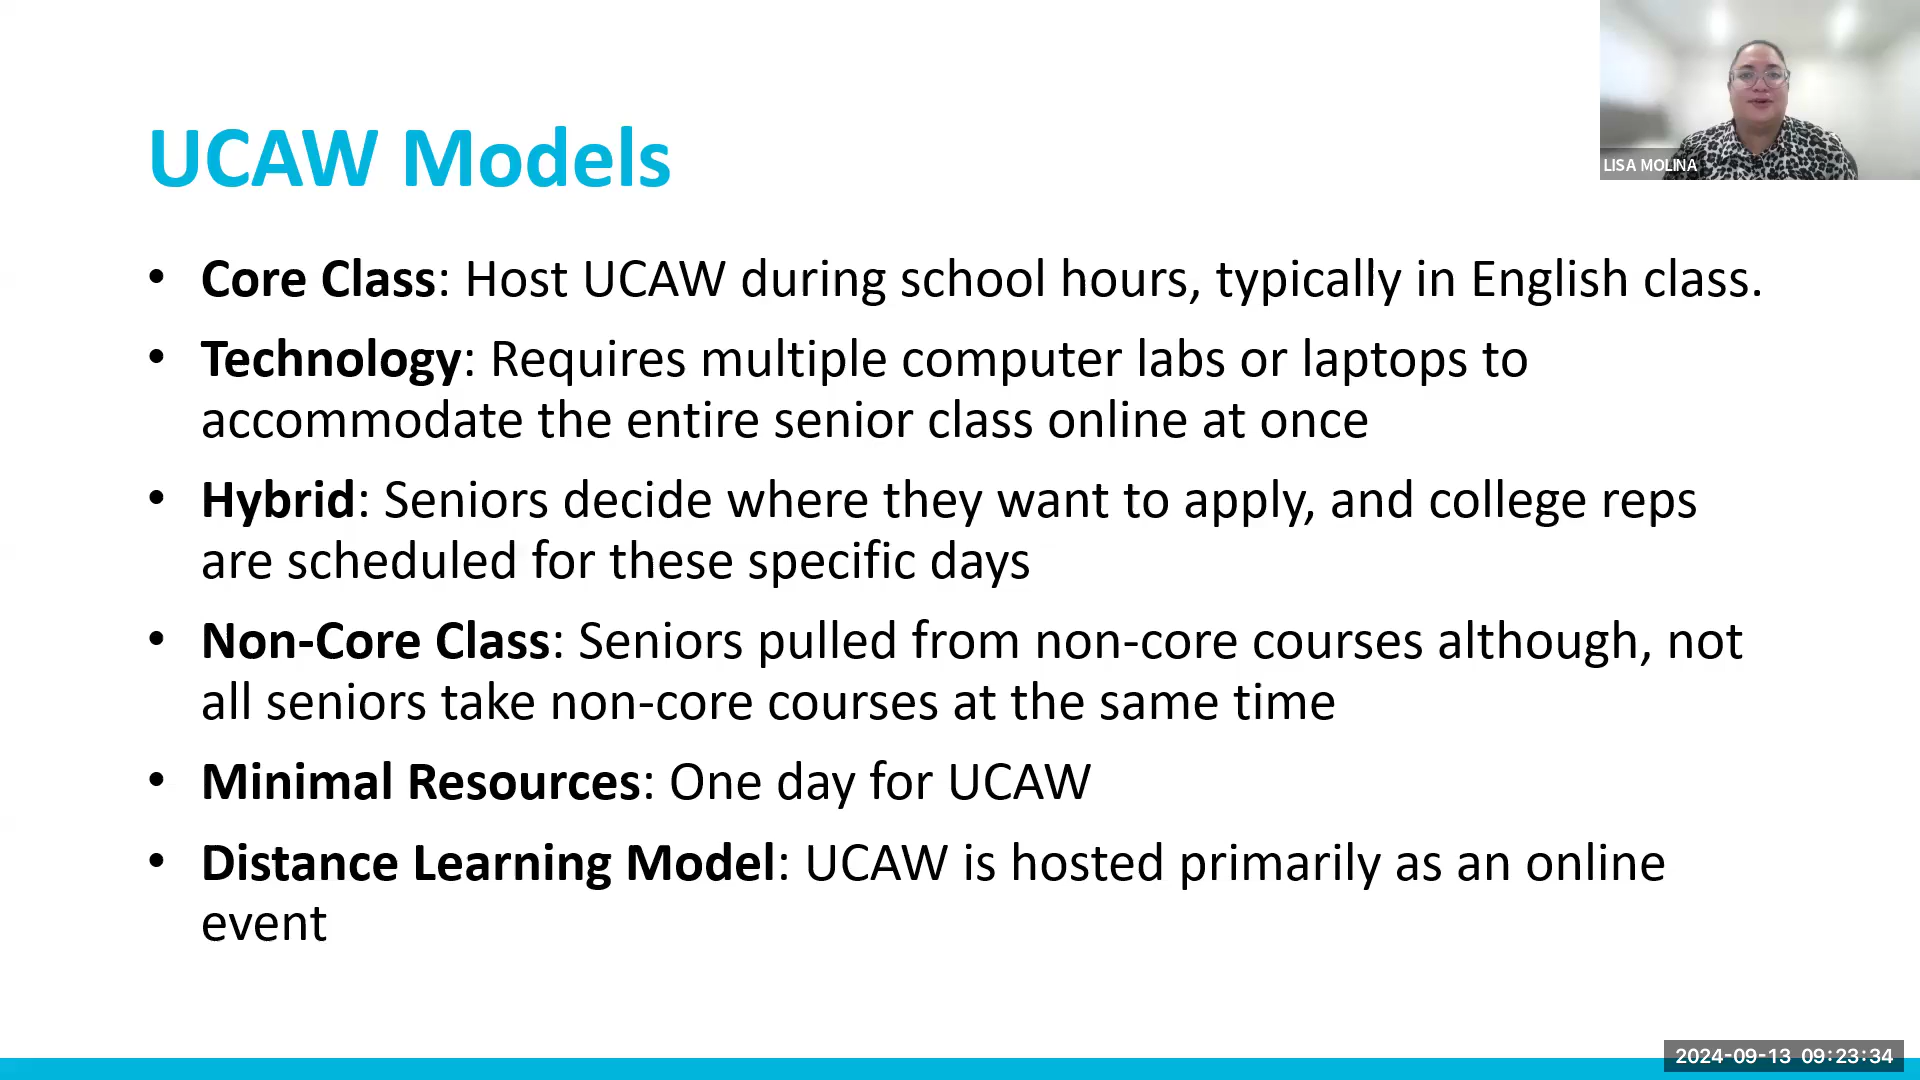 UCAW Models
LISA MOLINA
• Core Class: Host UCAW during school hours, typically in English class.
• Technology: Requires multiple computer labs or laptops to
accommodate the entire senior class online at once
• Hybrid: Seniors decide where they want to apply, and college reps
are scheduled for these specific days
• Non-Core Class: Seniors pulled from non-core courses although, not
all seniors take non-core courses at the same time
• Minimal Resources: One day for UCAW
• Distance Learning Model: UCAW is hosted primarily as an online
event
2024-09-13 09:23:34